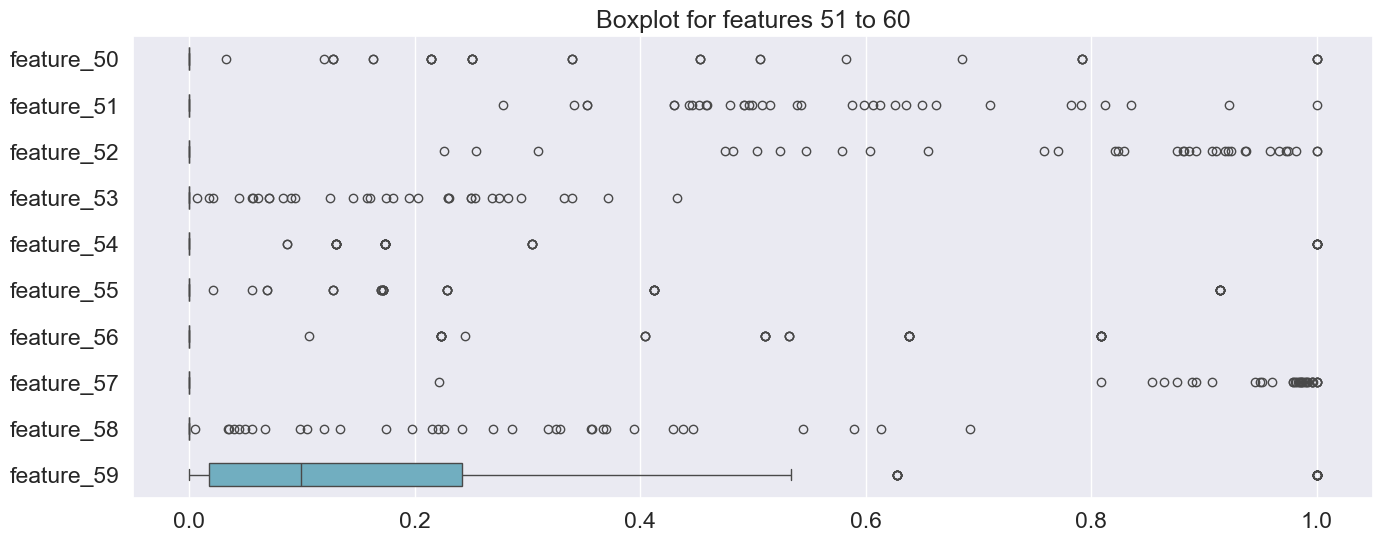 Boxplot for features 51 to 60
feature_50
feature_51
feature_52
feature_53
feature_54
feature_55
feature_56
feature_57
feature_58
feature_59
0.0 0.2 0.4 0.6 0.8 1.0